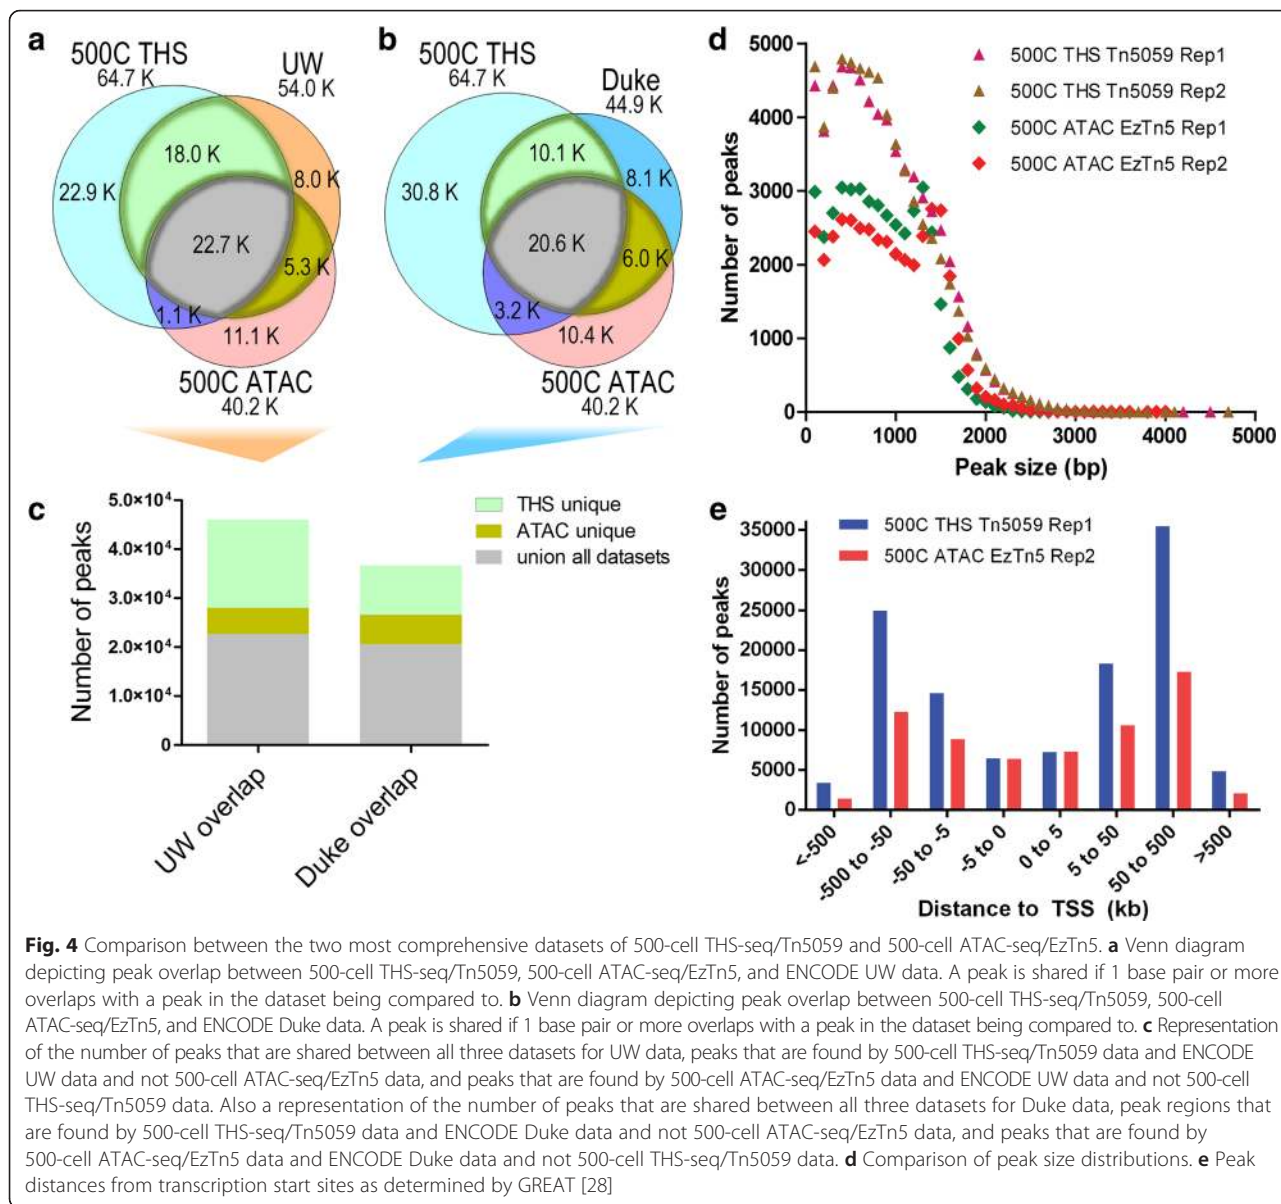 a
500C THS
64.7 K
UW
54.0 K
18.0 K
8.0 K
22.9 K
22.7 K
5.3 K
1.1 K
11.1 K
500C ATAC
40.2 K
b
500C THS
64.7 K
Duke
44.9 K
10.1 K
8.1 K
30.8 K
20.6 K
6.0 K
3.2 K
10.4 K
500C ATAC
40.2 K
c
Number of peaks
5.0×10⁴
4.0×10⁴
3.0×10⁴
2.0×10⁴
1.0×10⁴
0
THS unique
ATAC unique
union all datasets
UW overlap
Duke overlap
d
Number of peaks
5000
4000
3000
2000
1000
0
500C THS Tn5059 Rep1
500C THS Tn5059 Rep2
500C ATAC EzTn5 Rep1
500C ATAC EzTn5 Rep2
0 1000 2000 3000 4000 5000
Peak size (bp)
e
Number of peaks
35000
30000
25000
20000
15000
10000
5000
0
500C THS Tn5059 Rep1
500C ATAC EzTn5 Rep2
<-500
-500 to -50
-50 to -5
-5 to 0
0 to 5
5 to 50
50 to 500
>500
Distance to TSS (kb)
Fig. 4 Comparison between the two most comprehensive datasets of 500-cell THS-seq/Tn5059 and 500-cell ATAC-seq/EzTn5. a Venn diagram
depicting peak overlap between 500-cell THS-seq/Tn5059, 500-cell ATAC-seq/EzTn5, and ENCODE UW data. A peak is shared if 1 base pair or more
overlaps with a peak in the dataset being compared to. b Venn diagram depicting peak overlap between 500-cell THS-seq/Tn5059, 500-cell
ATAC-seq/EzTn5, and ENCODE Duke data. A peak is shared if 1 base pair or more overlaps with a peak in the dataset being compared to. c Representation
of the number of peaks that are shared between all three datasets for UW data, peaks that are found by 500-cell THS-seq/Tn5059 data and ENCODE
UW data and not 500-cell ATAC-seq/EzTn5 data, and peaks that are found by 500-cell ATAC-seq/EzTn5 data and ENCODE UW data and not 500-cell
THS-seq/Tn5059 data. Also a representation of the number of peaks that are shared between all three datasets for Duke data, peak regions that
are found by 500-cell THS-seq/Tn5059 data and ENCODE Duke data and not 500-cell ATAC-seq/EzTn5 data, and peaks that are found by
500-cell ATAC-seq/EzTn5 data and ENCODE Duke data and not 500-cell THS-seq/Tn5059 data. d Comparison of peak size distributions. e Peak
distances from transcription start sites as determined by GREAT [28]